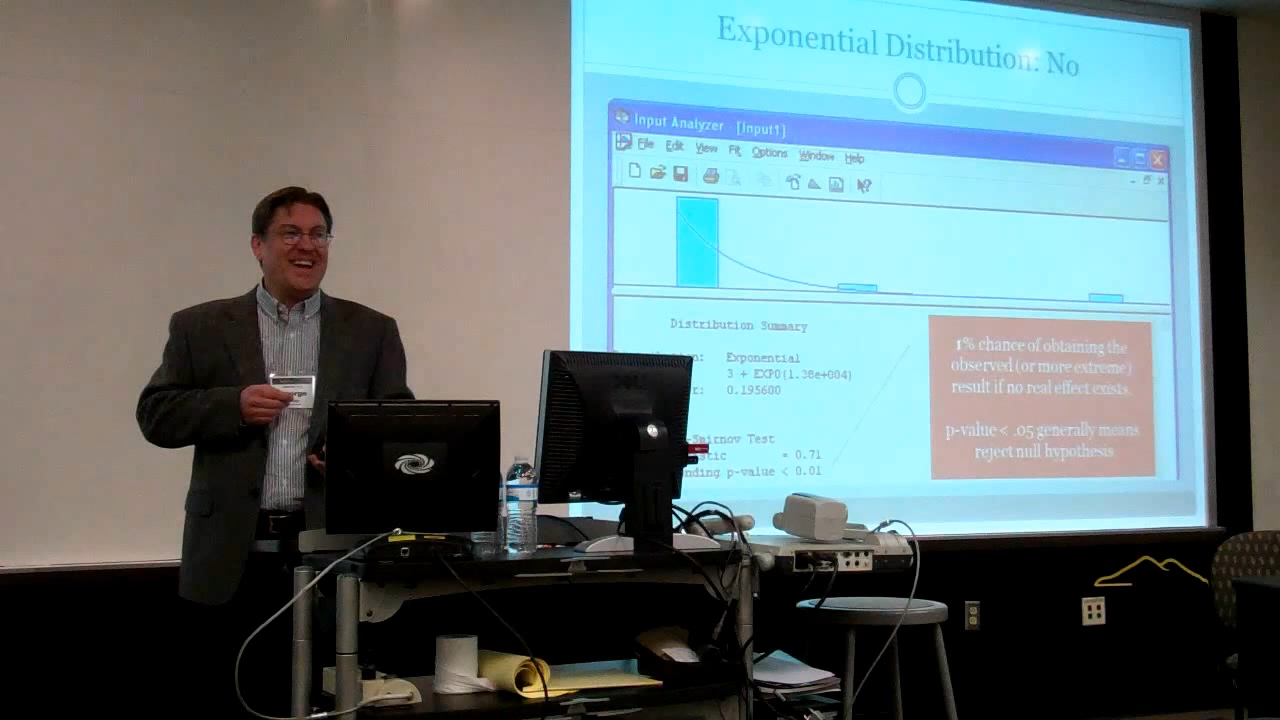 Exponential Distribution: No
Input Analyzer - [Input1]
File Edit View Fit Options Window Help
Distribution Summary
Exponential
3 + EXPO(1.38e+004)
0.195600
-Smirnov Test
= 0.71
p-value < 0.01
1% chance of obtaining the
observed (or more extreme)
result if no real effect exists.
p-value < .05 generally means
reject null hypothesis
DELL